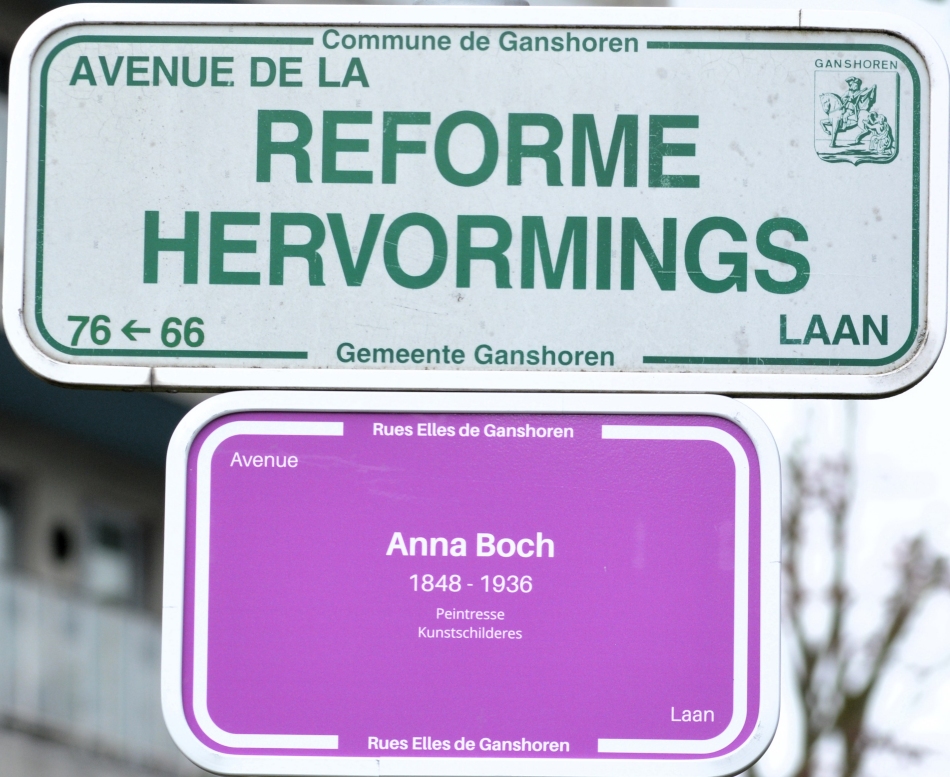 Commune de Ganshoren
AVENUE DE LA
GANSHOREN
REFORME
HERVORMINGS
76 ← 66
LAAN
Gemeente Ganshoren
Rues Elles de Ganshoren
Avenue
Anna Boch
1848 - 1936
Peintresse
Kunstschilderes
Laan
Rues Elles de Ganshoren